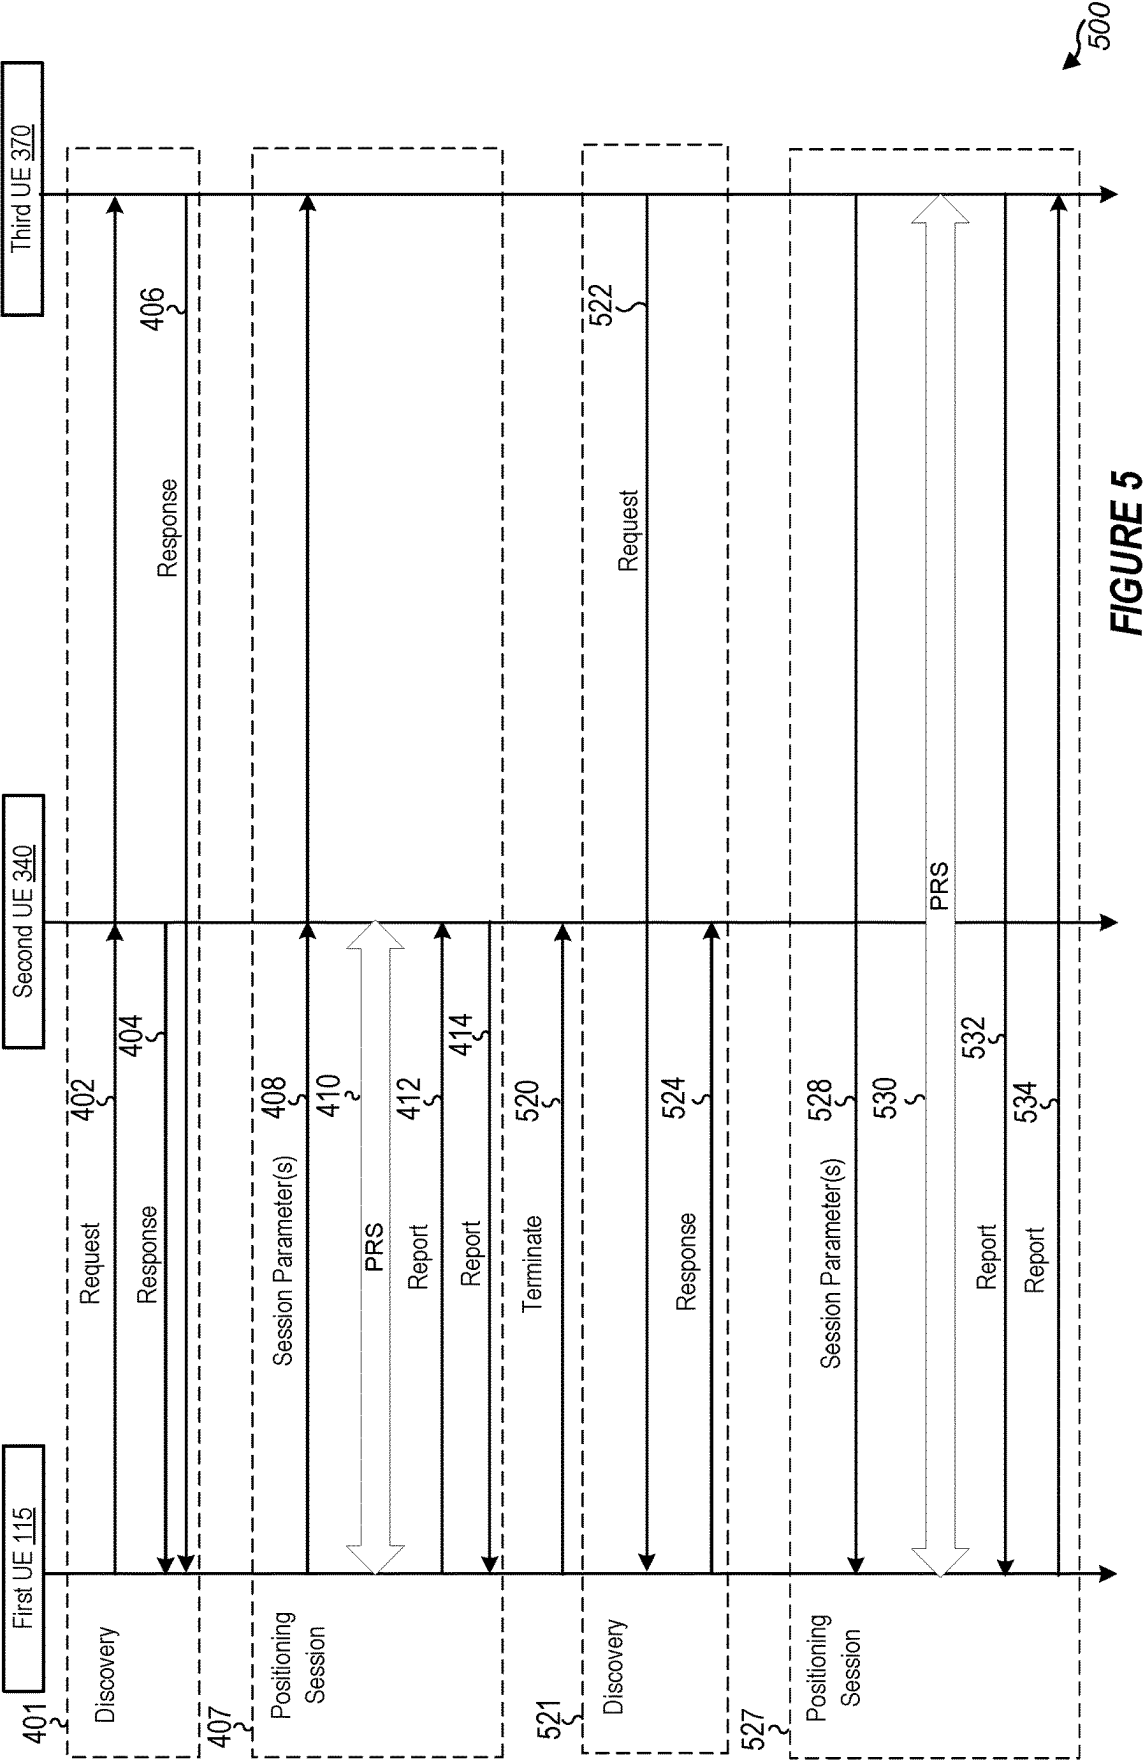 First UE 115
Second UE 340
Third UE 370
401
Discovery
Request
402
Response
404
Response
406
407
Positioning
Session
Session Parameter(s)
408
410
PRS
Report
412
Report
414
Terminate
520
521
Discovery
Request
522
Response
524
527
Positioning
Session
Session Parameter(s)
528
530
PRS
Report
532
Report
534
500
FIGURE 5